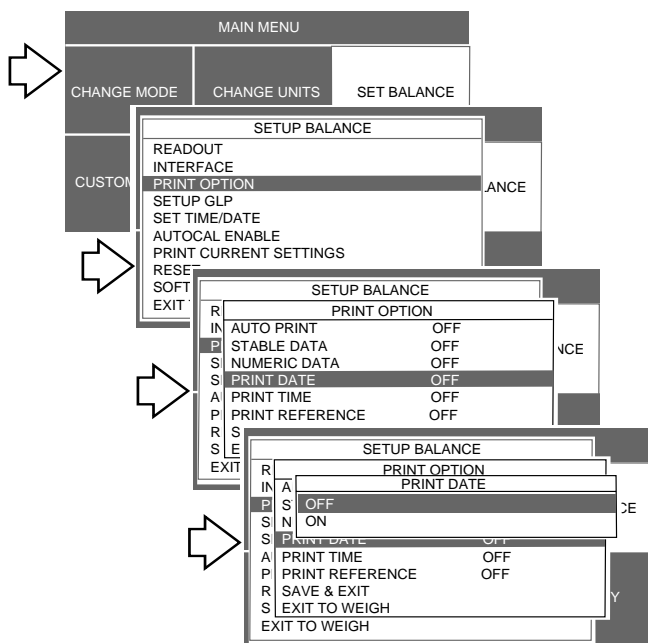 MAIN MENU
CHANGE MODE CHANGE UNITS SET BALANCE
SETUP BALANCE
READOUT
INTERFACE
PRINT OPTION
SETUP GLP
SET TIME/DATE
AUTOCAL ENABLE
PRINT CURRENT SETTINGS
SETUP BALANCE
PRINT OPTION
AUTO PRINT OFF
STABLE DATA OFF
NUMERIC DATA OFF
PRINT DATE OFF
PRINT TIME OFF
PRINT REFERENCE OFF
SETUP BALANCE
PRINT OPTION
PRINT DATE
OFF
ON
PRINT DATE OFF
PRINT TIME OFF
PRINT REFERENCE OFF
SAVE & EXIT
EXIT TO WEIGH
EXIT TO WEIGH